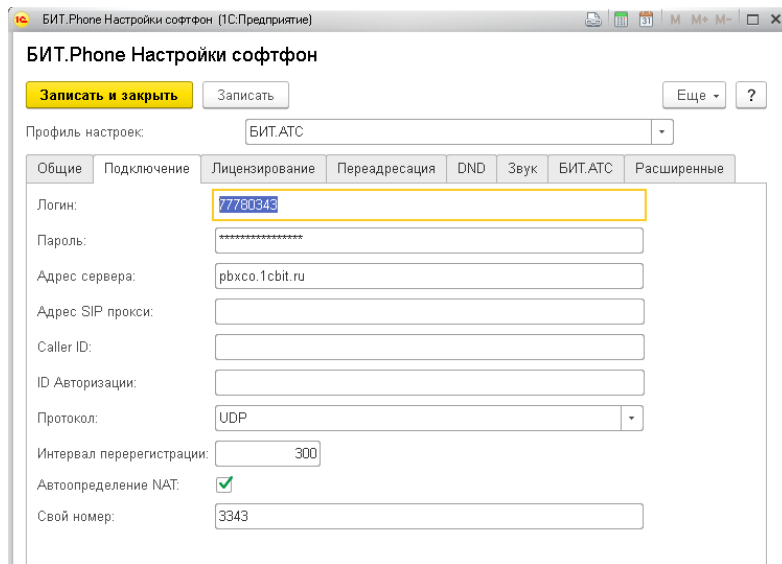 БИТ.Phone Настройки софтфон (1С:Предприятие)
31 M M+ M-
БИТ.Phone Настройки софтфон
Записать и закрыть Записать Еще ?
Профиль настроек: БИТ.АТС
Общие Подключение Лицензирование Переадресация DND Звук БИТ.АТС Расширенные
Логин: 77780343
Пароль: ****************
Адрес сервера: pbxco.1cbit.ru
Адрес SIP прокси:
Caller ID:
ID Авторизации:
Протокол: UDP
Интервал перерегистрации: 300
Автоопределение NAT:
Свой номер: 3343